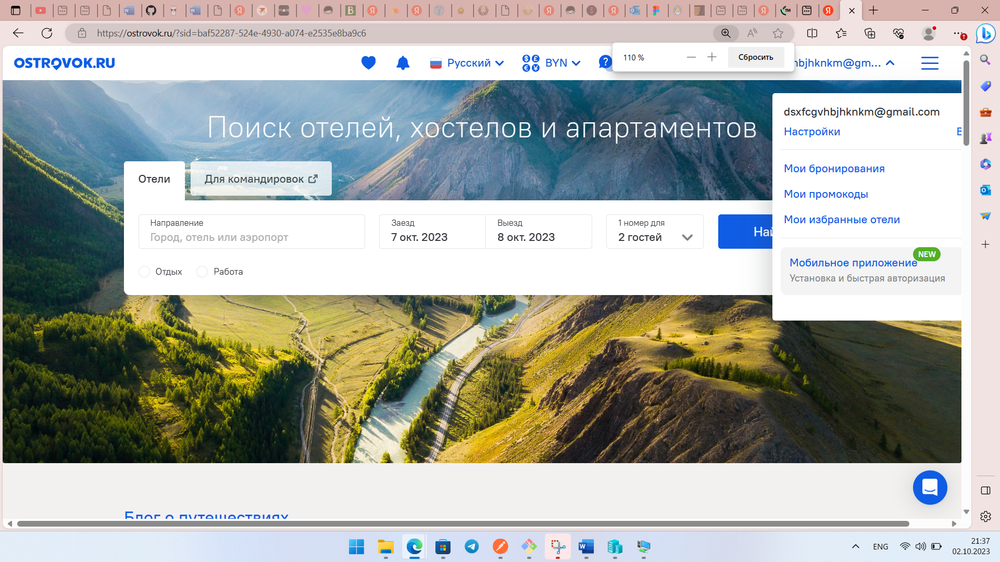 https://ostrovok.ru/?sid=baf52287-524e-4930-a074-e2535e8ba9c6
110 %
Сбросить
OSTROVOK.RU
Русский
BYN
hbjhknkm@gm...
Поиск отелей, хостелов и апартаментов
dsxfcgvhbjhknkm@gmail.com
Настройки
Мои бронирования
Мои промокоды
Мои избранные отели
NEW
Мобильное приложение
Установка и быстрая авторизация
Отели
Для командировок
Направление
Город, отель или аэропорт
Заезд
7 окт. 2023
Выезд
8 окт. 2023
1 номер для
2 гостей
Най
Отдых
Работа
Блог о путешествиях
ENG
21:37
02.10.2023